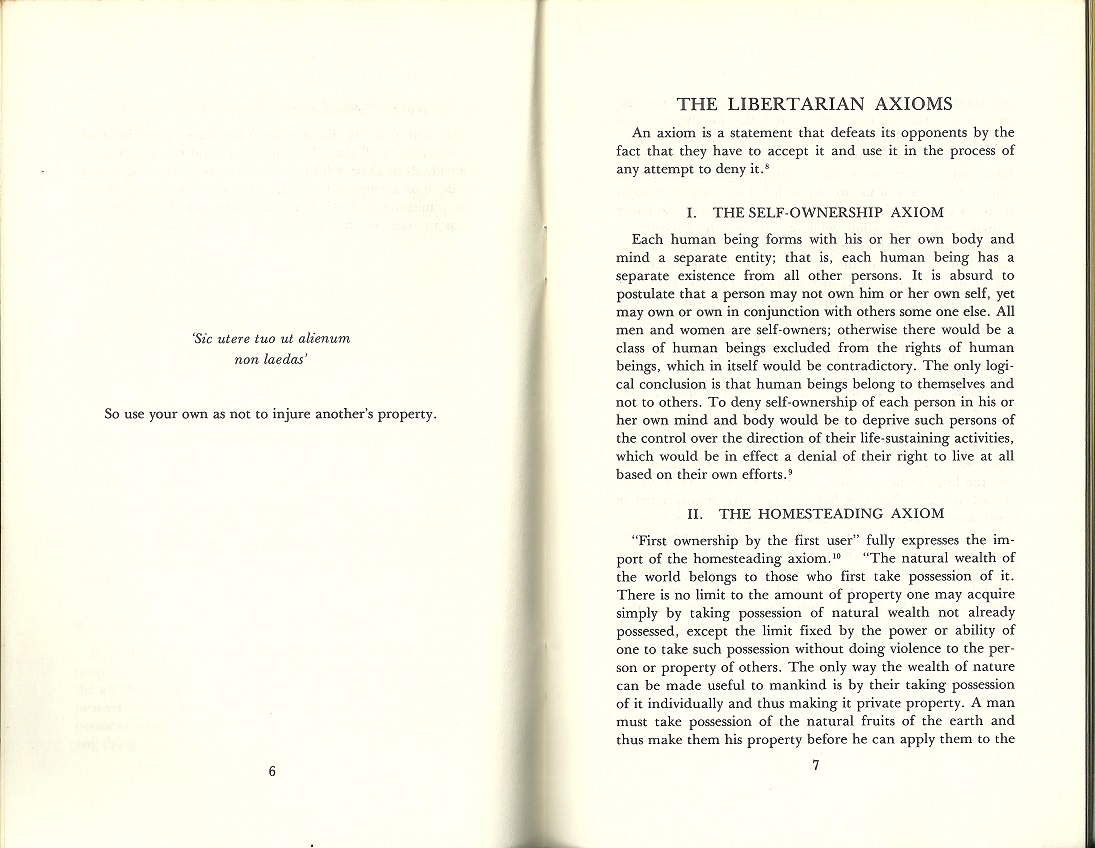 ‘Sic utere tuo ut alienum
non laedas’
So use your own as not to injure another's property.
6
THE LIBERTARIAN AXIOMS
An axiom is a statement that defeats its opponents by the
fact that they have to accept it and use it in the process of
any attempt to deny it.⁸
I. THE SELF-OWNERSHIP AXIOM
Each human being forms with his or her own body and
mind a separate entity; that is, each human being has a
separate existence from all other persons. It is absurd to
postulate that a person may not own him or her own self, yet
may own or own in conjunction with others some one else. All
men and women are self-owners; otherwise there would be a
class of human beings excluded from the rights of human
beings, which in itself would be contradictory. The only logi-
cal conclusion is that human beings belong to themselves and
not to others. To deny self-ownership of each person in his or
her own mind and body would be to deprive such persons of
the control over the direction of their life-sustaining activities,
which would be in effect a denial of their right to live at all
based on their own efforts.⁹
II. THE HOMESTEADING AXIOM
“First ownership by the first user” fully expresses the im-
port of the homesteading axiom.¹⁰ “The natural wealth of
the world belongs to those who first take possession of it.
There is no limit to the amount of property one may acquire
simply by taking possession of natural wealth not already
possessed, except the limit fixed by the power or ability of
one to take such possession without doing violence to the per-
son or property of others. The only way the wealth of nature
can be made useful to mankind is by their taking possession
of it individually and thus making it private property. A man
must take possession of the natural fruits of the earth and
thus make them his property before he can apply them to the
7